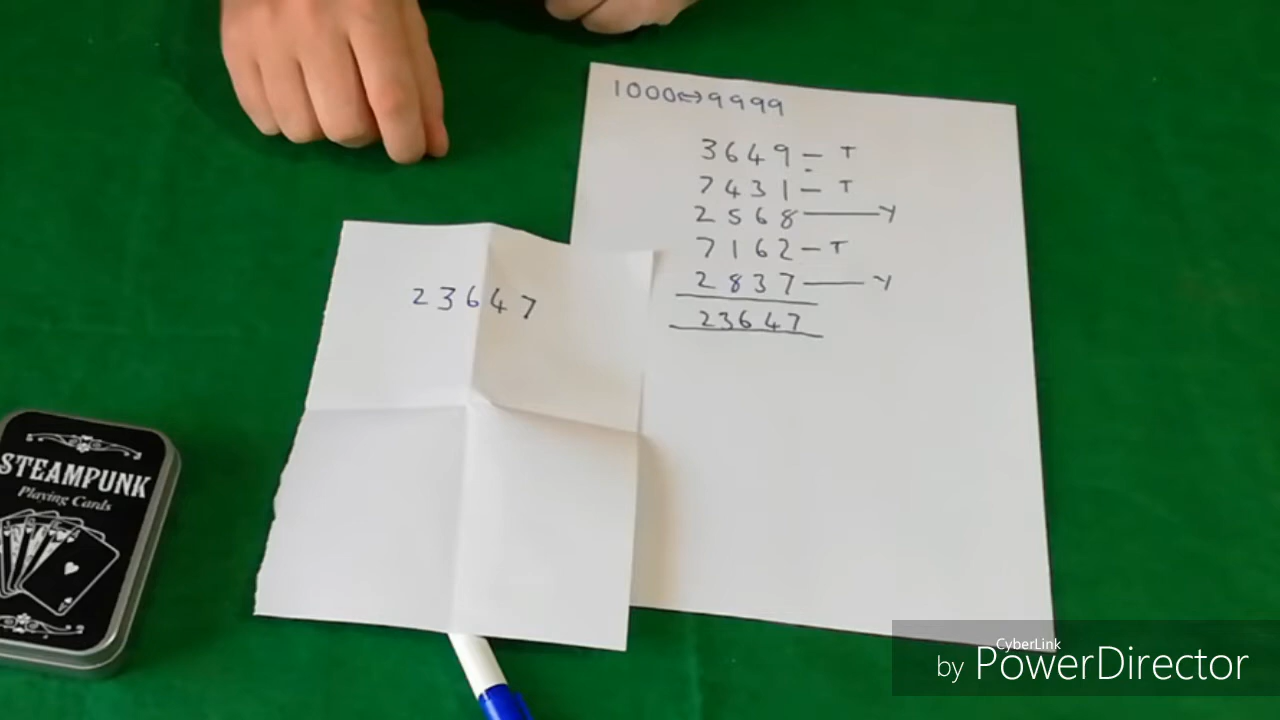 1000↔9999
3649 – T
7431 – T
2568 —— Y
7162 – T
2837 —— Y
23647
23647
STEAMPUNK
Playing Cards
CyberLink
by PowerDirector